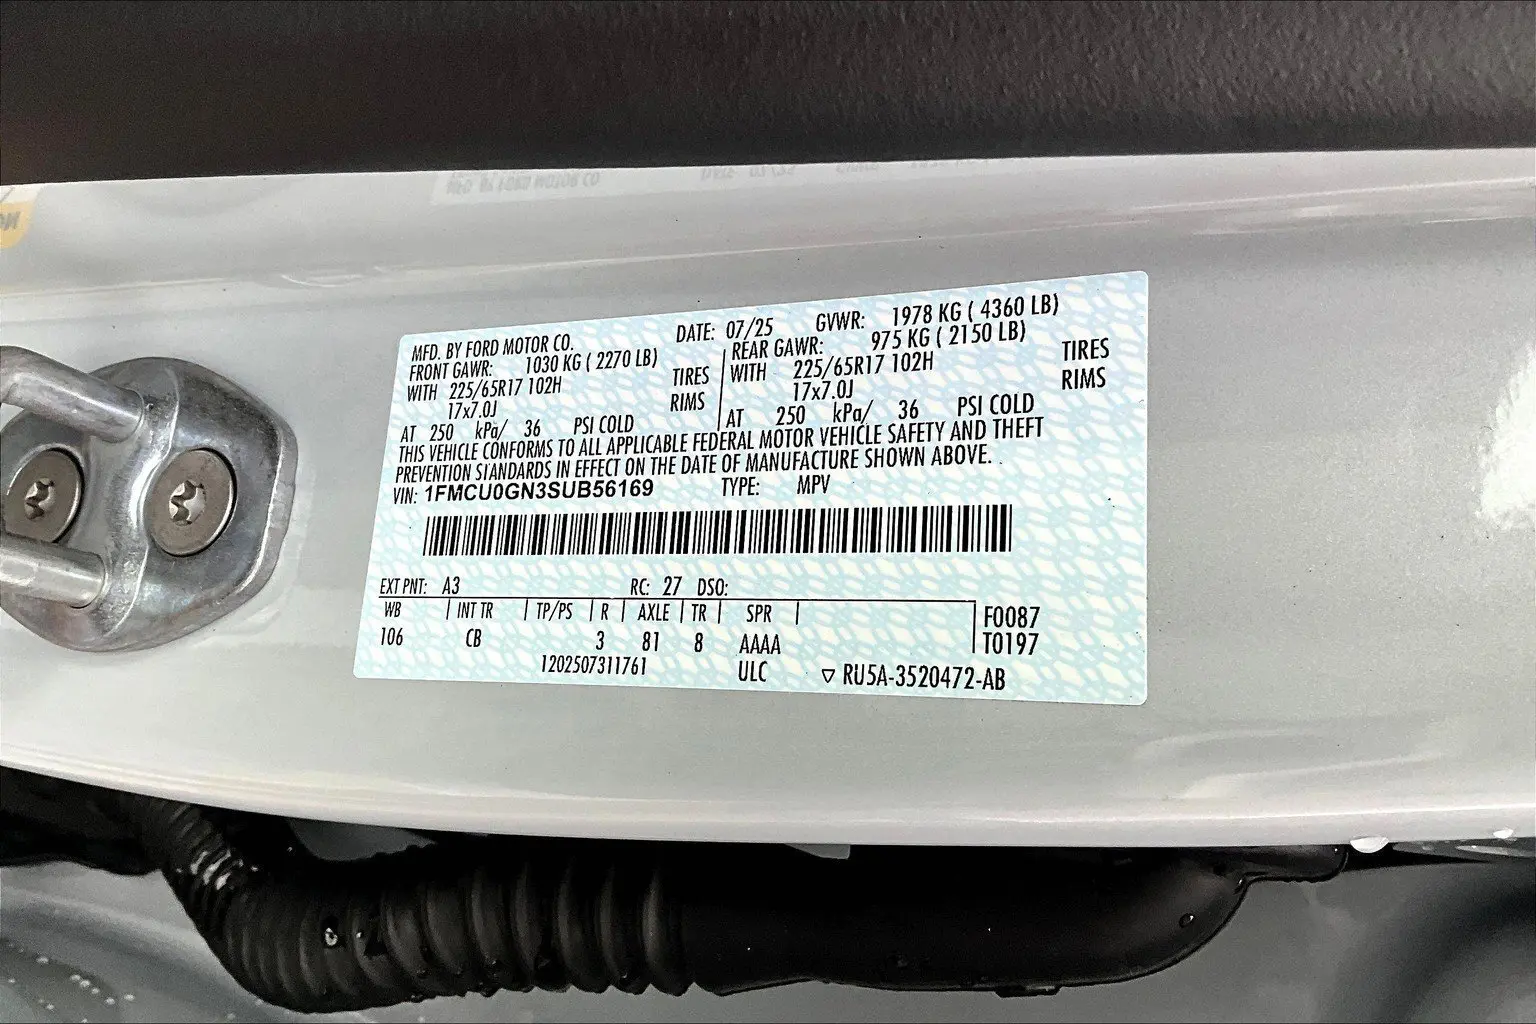 MFD. BY FORD MOTOR CO. DATE: 07/25 GVWR: 1978 KG ( 4360 LB)
FRONT GAWR: 1030 KG ( 2270 LB) REAR GAWR: 975 KG ( 2150 LB)
WITH 225/65R17 102H TIRES WITH 225/65R17 102H TIRES
17x7.0J RIMS 17x7.0J RIMS
AT 250 kPa/ 36 PSI COLD AT 250 kPa/ 36 PSI COLD
THIS VEHICLE CONFORMS TO ALL APPLICABLE FEDERAL MOTOR VEHICLE SAFETY AND THEFT
PREVENTION STANDARDS IN EFFECT ON THE DATE OF MANUFACTURE SHOWN ABOVE.
VIN: 1FMCU0GN3SUB56169 TYPE: MPV
EXT PNT: A3 RC: 27 DSO:
WB INT TR TP/PS R AXLE TR SPR F0087
106 CB 3 81 8 AAAA T0197
1202507311761 ULC ▽ RU5A-3520472-AB